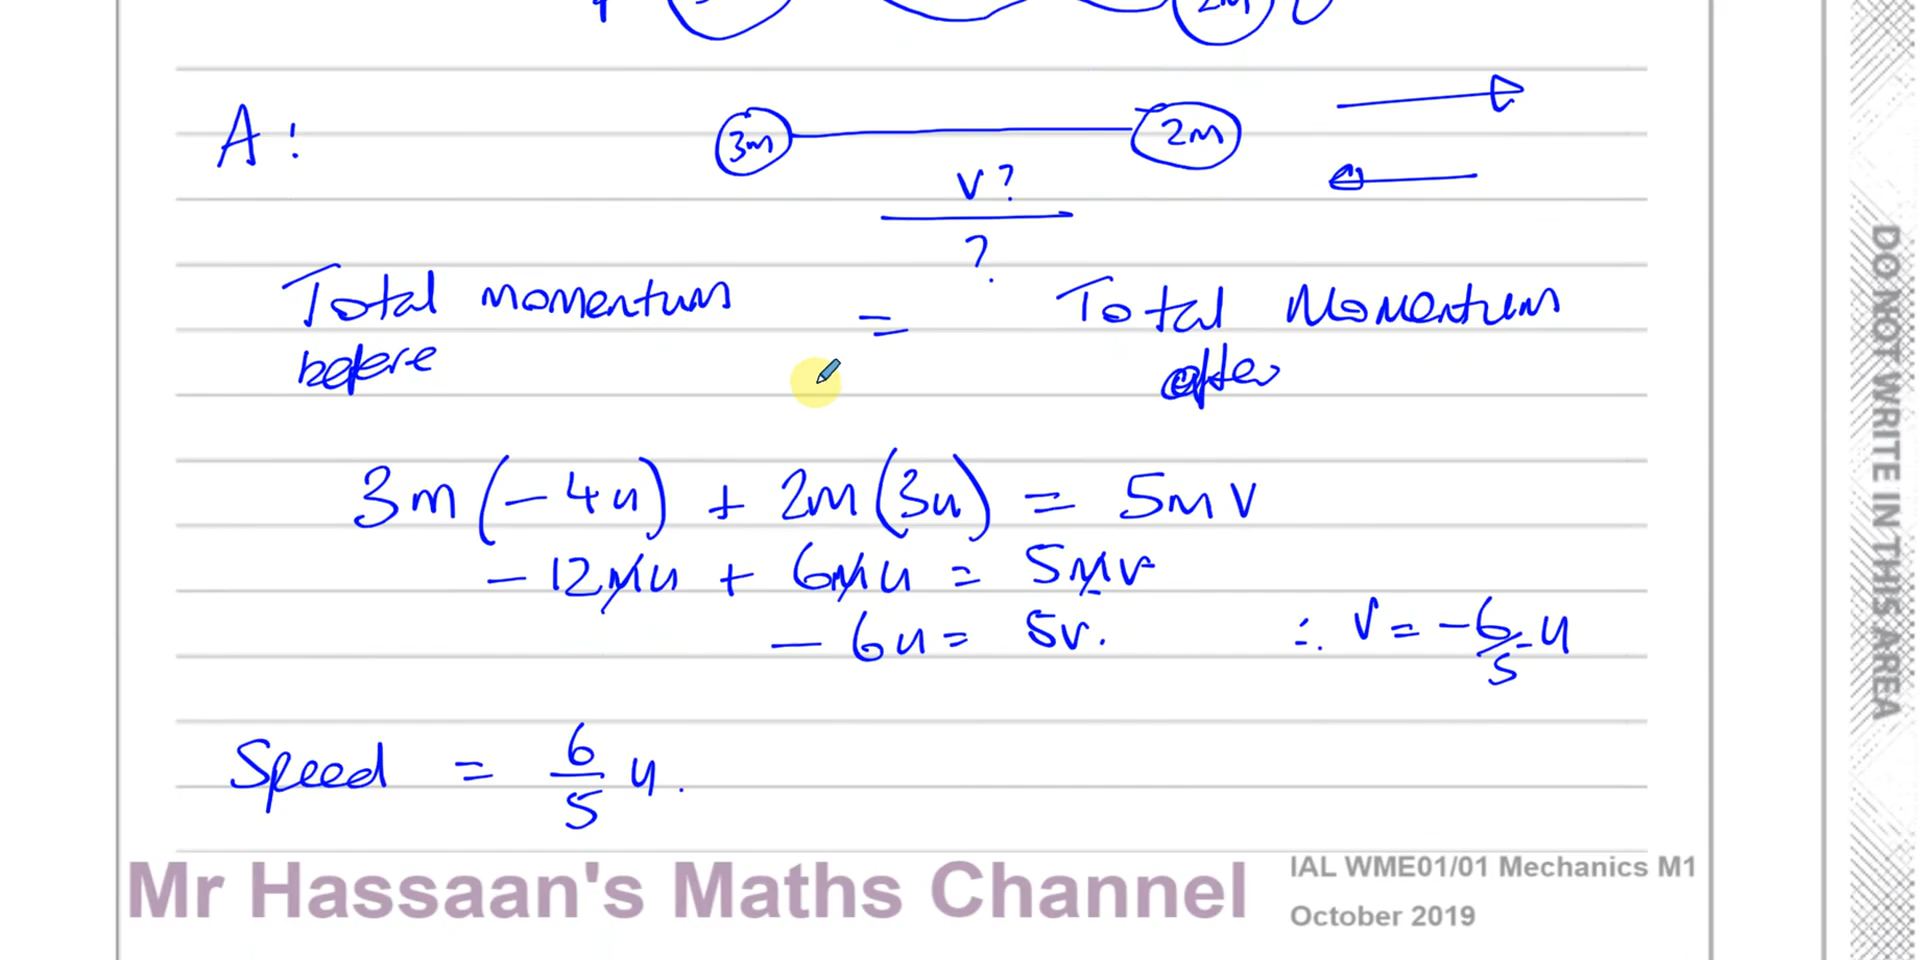 2M
A:
3m 2M
V?
?
Total momentum = Total Momentum
before after
3m(-4u) + 2M(3u) = 5MV
-12Mu + 6Mu = 5Mv
-6u = 5v. ∴ V = -6/5 u
Speed = 6/5 u.
Mr Hassaan's Maths Channel
IAL WME01/01 Mechanics M1
October 2019
DO NOT WRITE IN THIS AREA